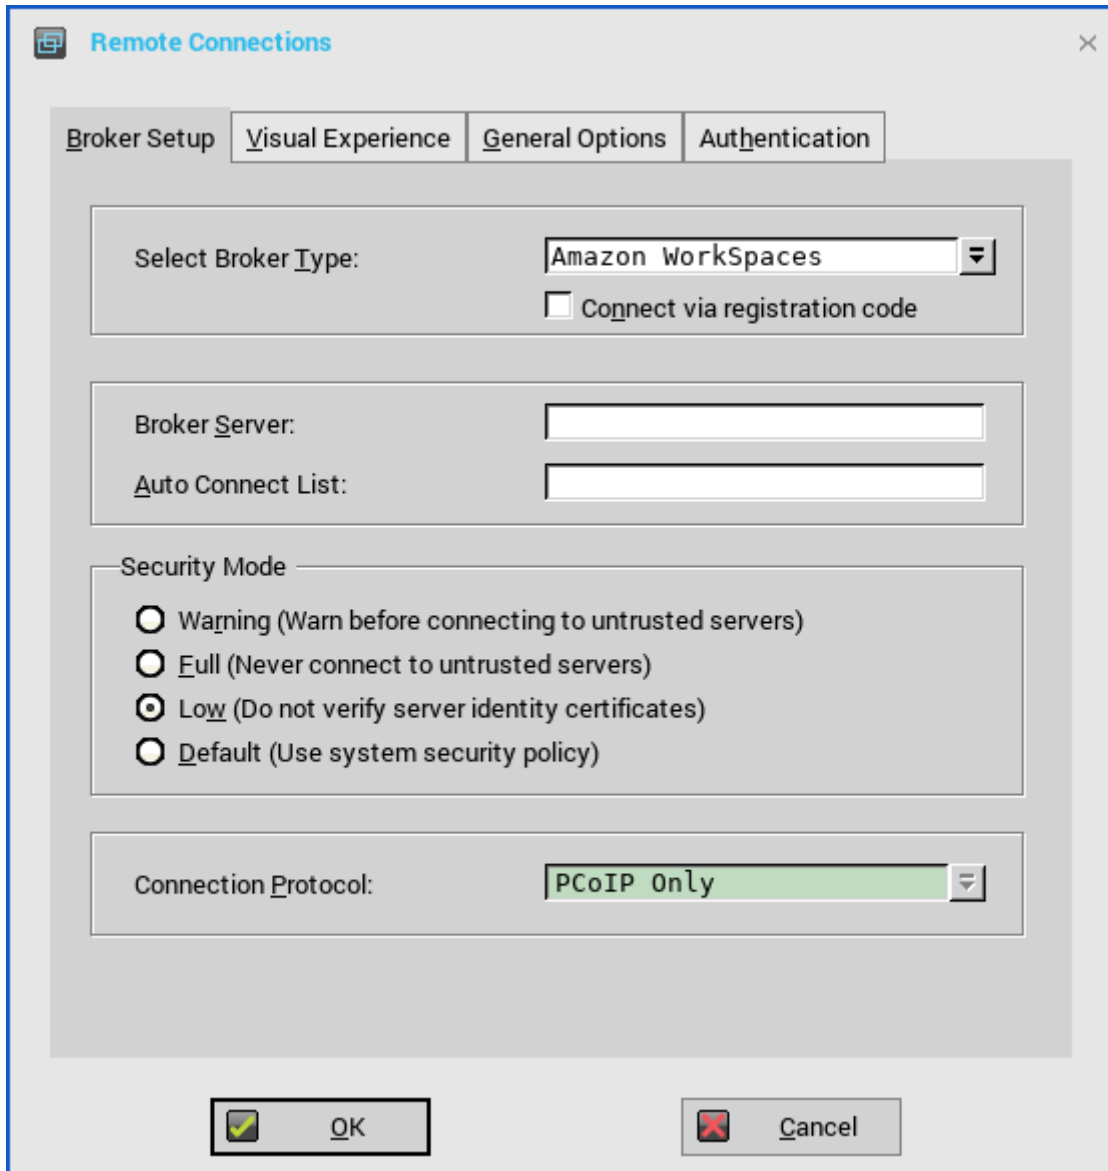 Remote Connections
Broker Setup Visual Experience General Options Authentication
Select Broker Type: Amazon WorkSpaces
Connect via registration code
Broker Server:
Auto Connect List:
Security Mode
Warning (Warn before connecting to untrusted servers)
Full (Never connect to untrusted servers)
Low (Do not verify server identity certificates)
Default (Use system security policy)
Connection Protocol: PCoIP Only
OK Cancel